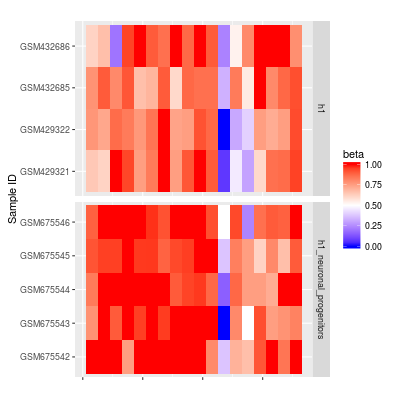 GSM432686
GSM432685
GSM429322
GSM429321
h1
GSM675546
GSM675545
GSM675544
GSM675543
GSM675542
h1_neuronal_progenitors
Sample ID
beta
1.00
0.75
0.50
0.25
0.00